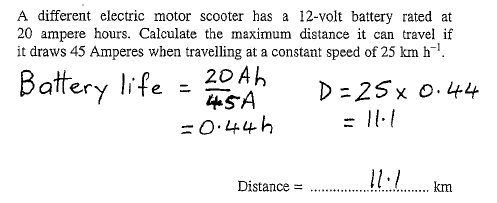 A different electric motor scooter has a 12-volt battery rated at
20 ampere hours. Calculate the maximum distance it can travel if
it draws 45 Amperes when travelling at a constant speed of 25 km h⁻¹.
Battery life = 20Ah/45A
= 0.44h
D = 25 x 0.44
= 11.1
Distance = ........11.1........ km